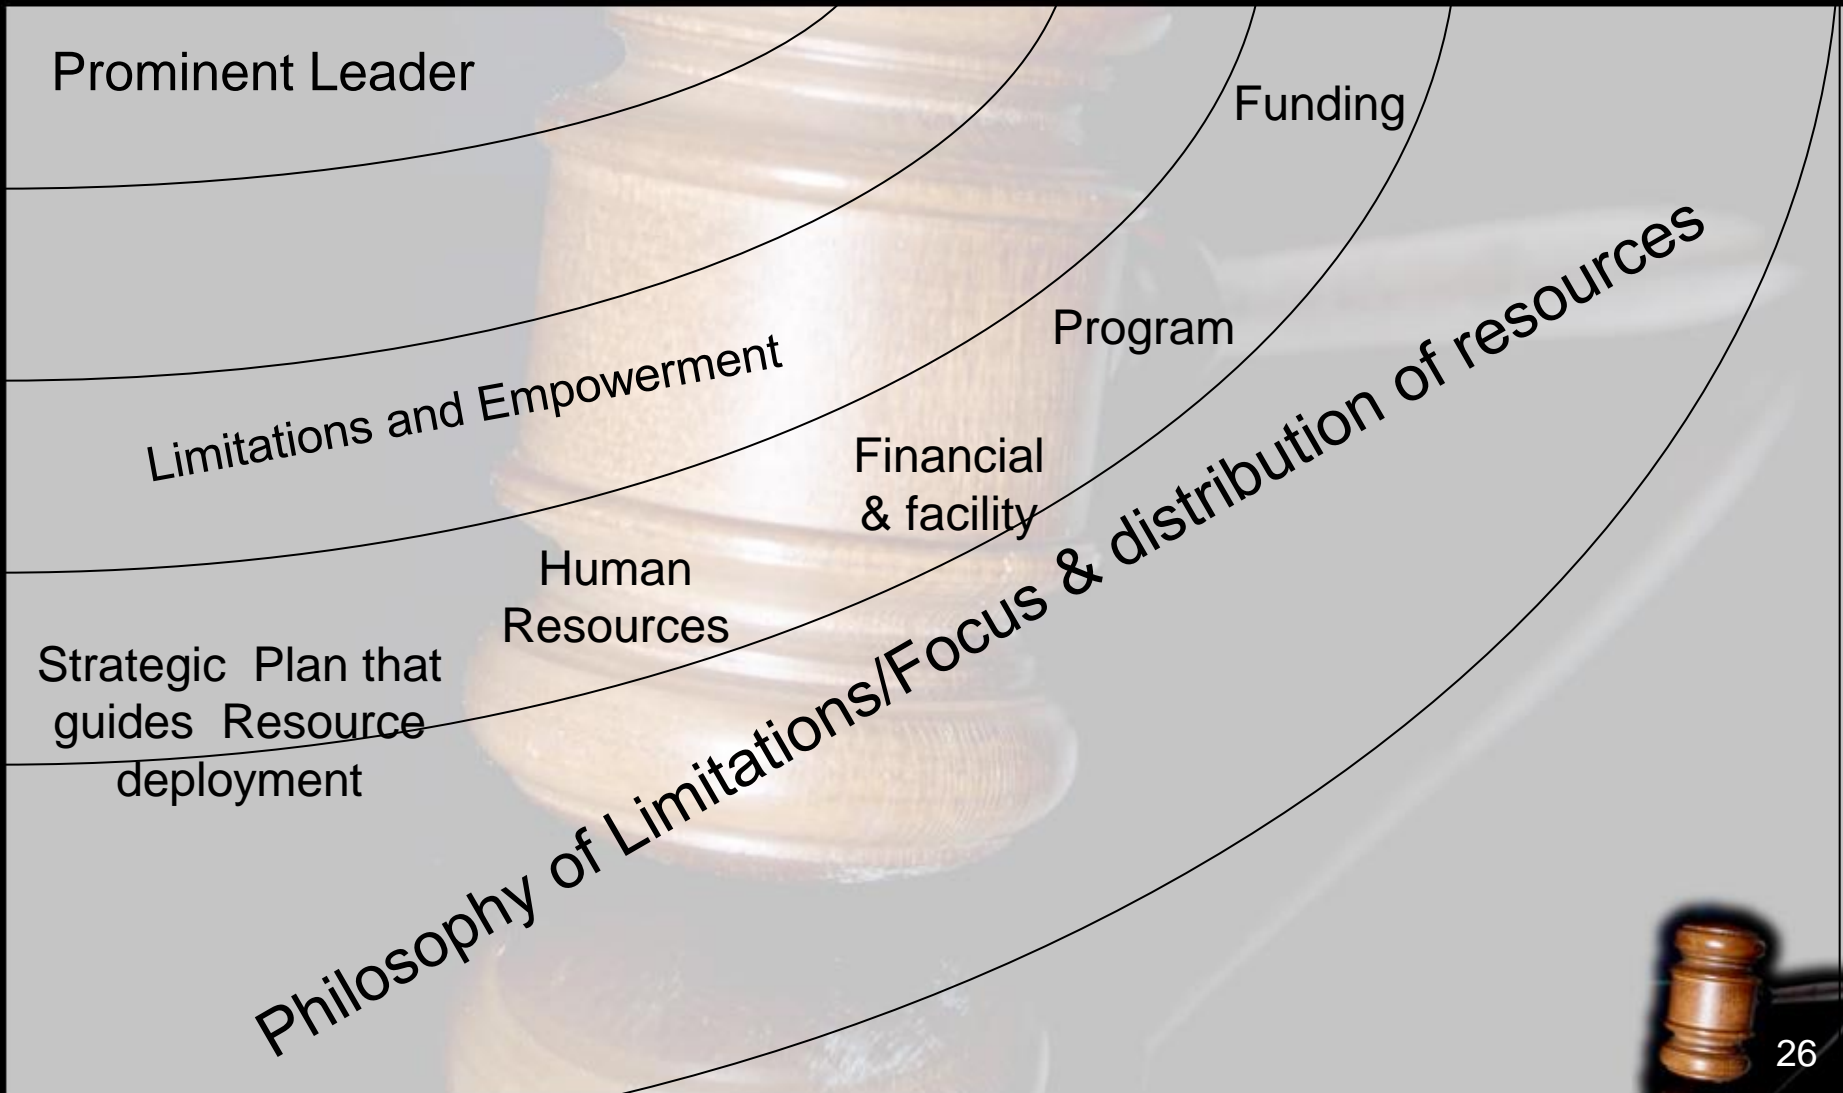 Prominent Leader
Funding
Program
Limitations and Empowerment
Financial
& facility
Human
Resources
Strategic  Plan that
guides  Resource
deployment
Philosophy of Limitations/Focus & distribution of resources
26